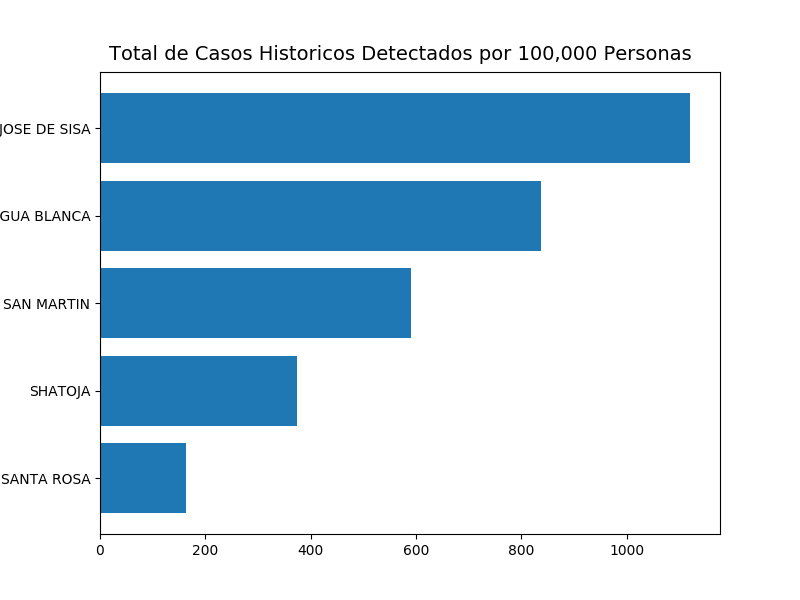 Total de Casos Historicos Detectados por 100,000 Personas
JOSE DE SISA
GUA BLANCA
SAN MARTIN
SHATOJA
SANTA ROSA
0 200 400 600 800 1000